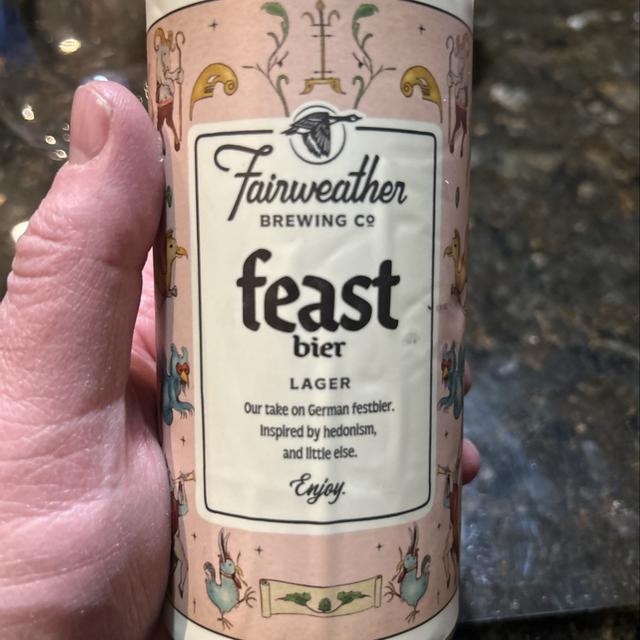 Fairweather
BREWING Cº
feast
bier
LAGER
Our take on German festbier.
Inspired by hedonism,
and little else.
Enjoy.